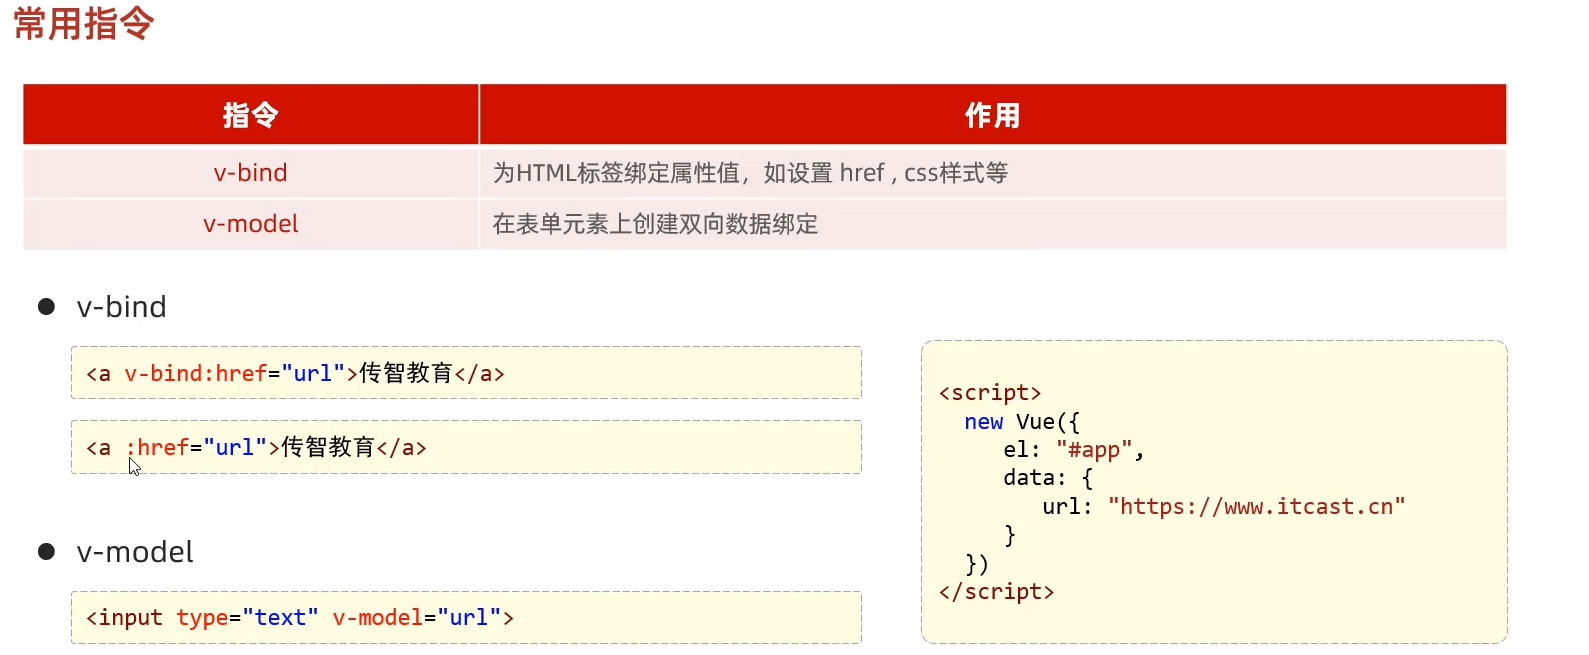 常用指令
指令 作用
v-bind 为HTML标签绑定属性值，如设置 href , css样式等
v-model 在表单元素上创建双向数据绑定
v-bind
<a v-bind:href="url">传智教育</a>
<a :href="url">传智教育</a>
v-model
<input type="text" v-model="url">
<script>
new Vue({
el: "#app",
data: {
url: "https://www.itcast.cn"
}
})
</script>